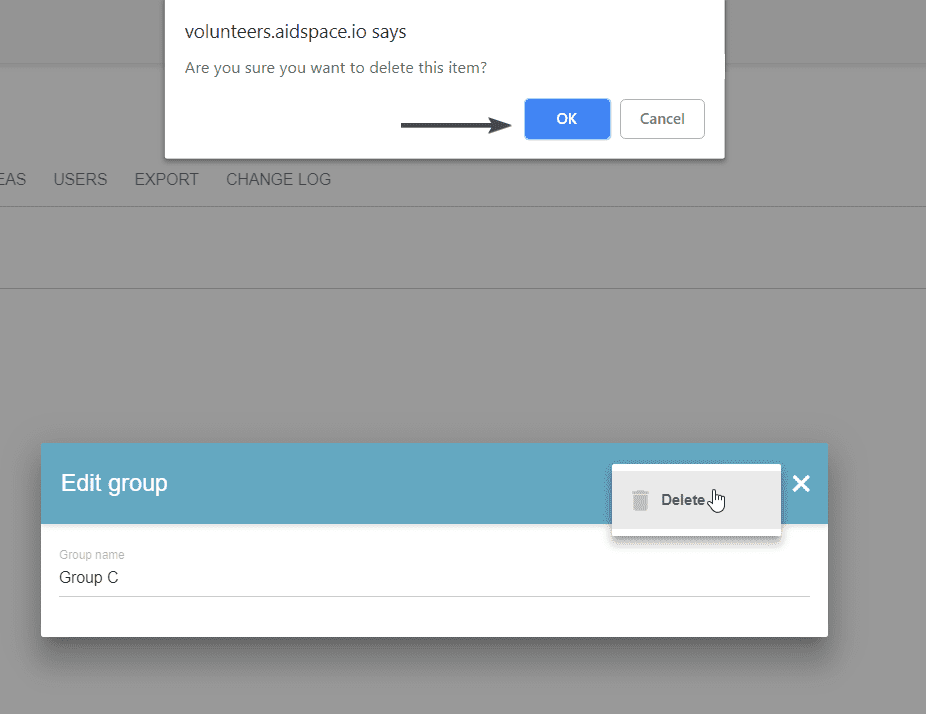 volunteers.aidspace.io says
Are you sure you want to delete this item?
OK Cancel
EAS USERS EXPORT CHANGE LOG
Edit group
Delete
Group name
Group C